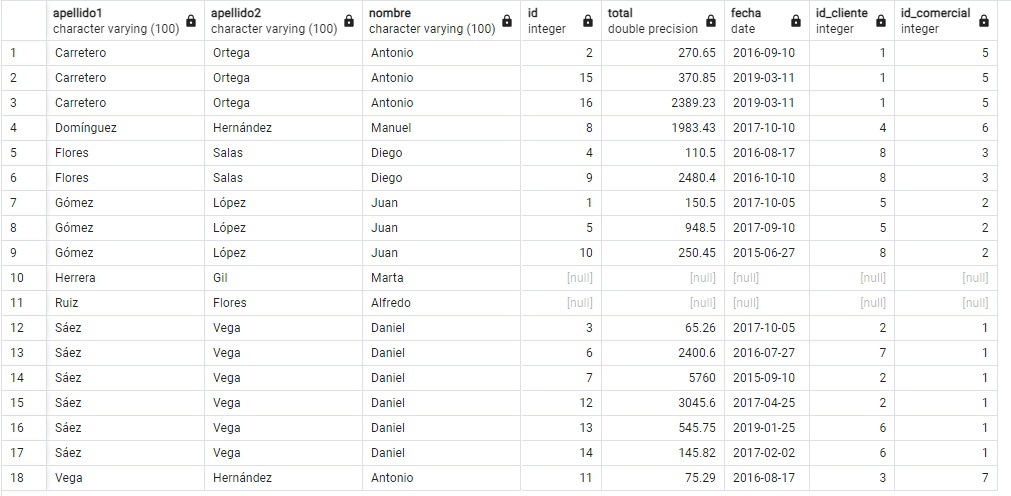 apellido1 apellido2 nombre id total fecha id_cliente id_comercial
character varying (100) character varying (100) character varying (100) integer double precision date integer integer
1 Carretero Ortega Antonio 2 270.65 2016-09-10 1 5
2 Carretero Ortega Antonio 15 370.85 2019-03-11 1 5
3 Carretero Ortega Antonio 16 2389.23 2019-03-11 1 5
4 Domínguez Hernández Manuel 8 1983.43 2017-10-10 4 6
5 Flores Salas Diego 4 110.5 2016-08-17 8 3
6 Flores Salas Diego 9 2480.4 2016-10-10 8 3
7 Gómez López Juan 1 150.5 2017-10-05 5 2
8 Gómez López Juan 5 948.5 2017-09-10 5 2
9 Gómez López Juan 10 250.45 2015-06-27 8 2
10 Herrera Gil Marta [null] [null] [null] [null] [null]
11 Ruiz Flores Alfredo [null] [null] [null] [null] [null]
12 Sáez Vega Daniel 3 65.26 2017-10-05 2 1
13 Sáez Vega Daniel 6 2400.6 2016-07-27 7 1
14 Sáez Vega Daniel 7 5760 2015-09-10 2 1
15 Sáez Vega Daniel 12 3045.6 2017-04-25 2 1
16 Sáez Vega Daniel 13 545.75 2019-01-25 6 1
17 Sáez Vega Daniel 14 145.82 2017-02-02 6 1
18 Vega Hernández Antonio 11 75.29 2016-08-17 3 7